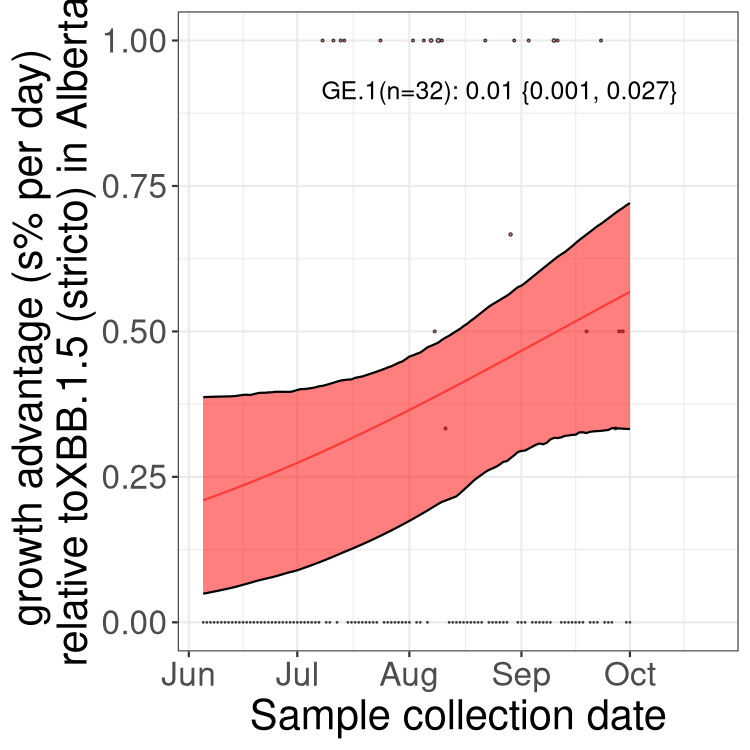 growth advantage (s% per day)
relative toXBB.1.5 (stricto) in Alberta
1.00
0.75
0.50
0.25
0.00
GE.1(n=32): 0.01 {0.001, 0.027}
Jun Jul Aug Sep Oct
Sample collection date